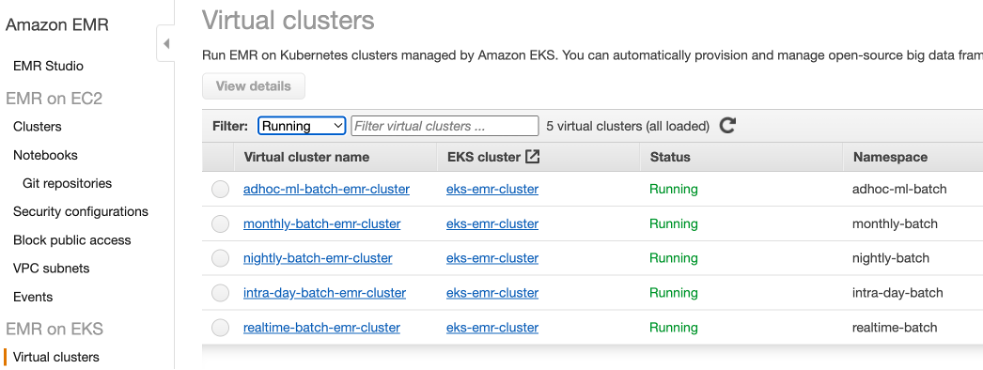 Amazon EMR
EMR Studio
EMR on EC2
Clusters
Notebooks
Git repositories
Security configurations
Block public access
VPC subnets
Events
EMR on EKS
Virtual clusters
Virtual clusters
Run EMR on Kubernetes clusters managed by Amazon EKS. You can automatically provision and manage open-source big data fram
View details
Filter: Running Filter virtual clusters ... 5 virtual clusters (all loaded)
Virtual cluster name EKS cluster Status Namespace
adhoc-ml-batch-emr-cluster eks-emr-cluster Running adhoc-ml-batch
monthly-batch-emr-cluster eks-emr-cluster Running monthly-batch
nightly-batch-emr-cluster eks-emr-cluster Running nightly-batch
intra-day-batch-emr-cluster eks-emr-cluster Running intra-day-batch
realtime-batch-emr-cluster eks-emr-cluster Running realtime-batch